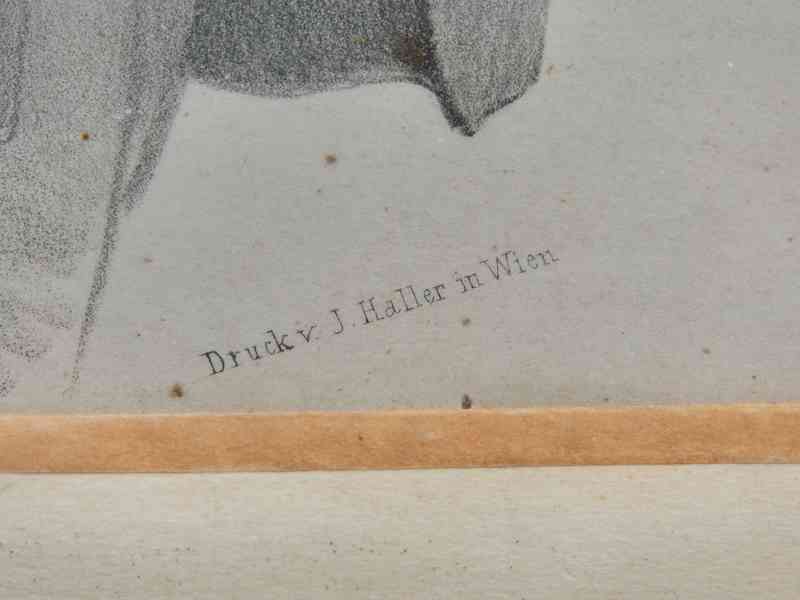 Druck v. J. Haller in Wien